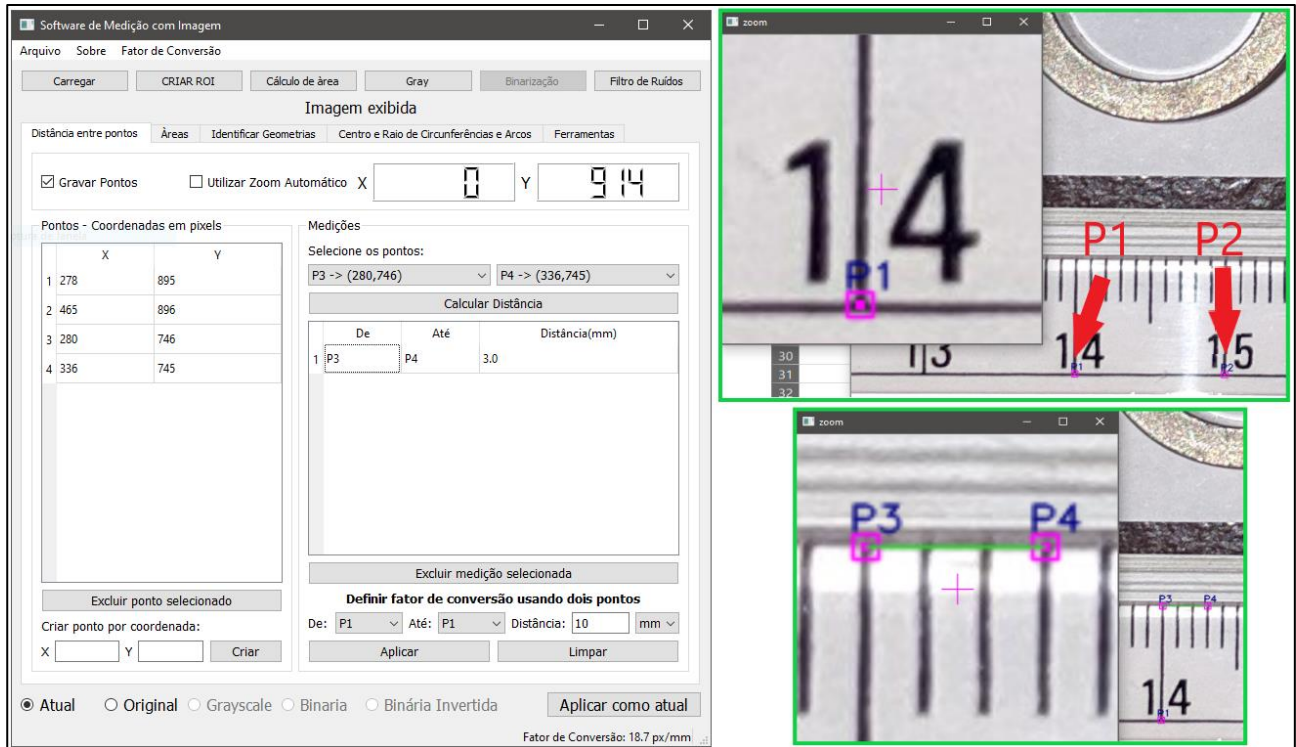 Software de Medição com Imagem
Arquivo Sobre Fator de Conversão
Carregar CRIAR ROI Cálculo de àrea Gray Binarização Filtro de Ruídos
Imagem exibida
Distância entre pontos Àreas Identificar Geometrias Centro e Raio de Circunferências e Arcos Ferramentas
Gravar Pontos Utilizar Zoom Automático X 0 Y 914
Pontos - Coordenadas em pixels
X Y
1 278 895
2 465 896
3 280 746
4 336 745
Excluir ponto selecionado
Criar ponto por coordenada:
X Y Criar
Medições
Selecione os pontos:
P3 -> (280,746) P4 -> (336,745)
Calcular Distância
De Até Distância(mm)
1 P3 P4 3.0
Excluir medição selecionada
Definir fator de conversão usando dois pontos
De: P1 Até: P1 Distância: 10 mm
Aplicar Limpar
Atual Original Grayscale Binaria Binária Invertida Aplicar como atual
Fator de Conversão: 18.7 px/mm
zoom
14
P1
P1 P2
13 14 15
P1 P2
30
31
32
zoom
P3 P4
P3 P4
14
P1